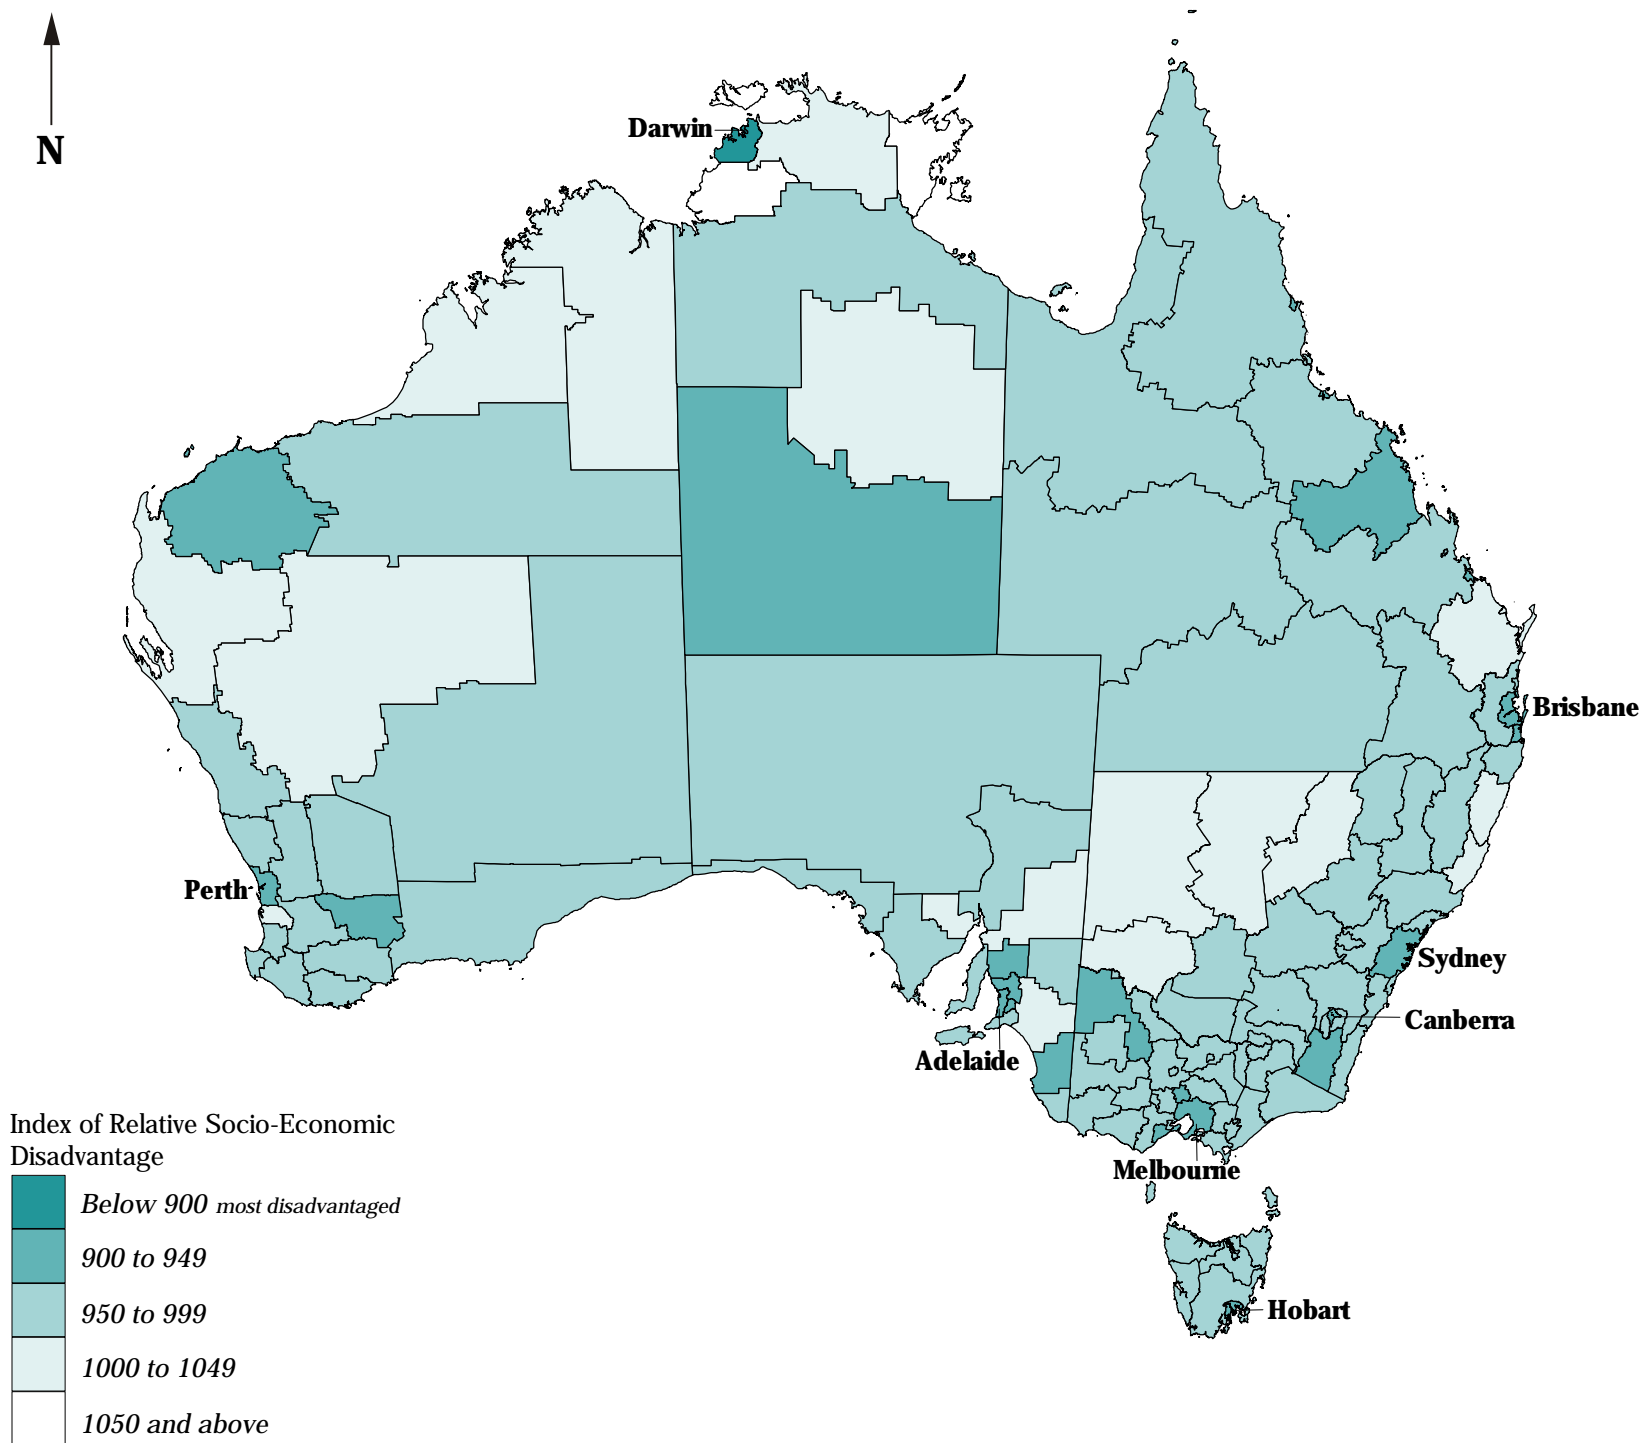 N
Darwin
Brisbane
Perth
Sydney
Canberra
Adelaide
Melbourne
Hobart
Index of Relative Socio-Economic
Disadvantage
Below 900 most disadvantaged
900 to 949
950 to 999
1000 to 1049
1050 and above